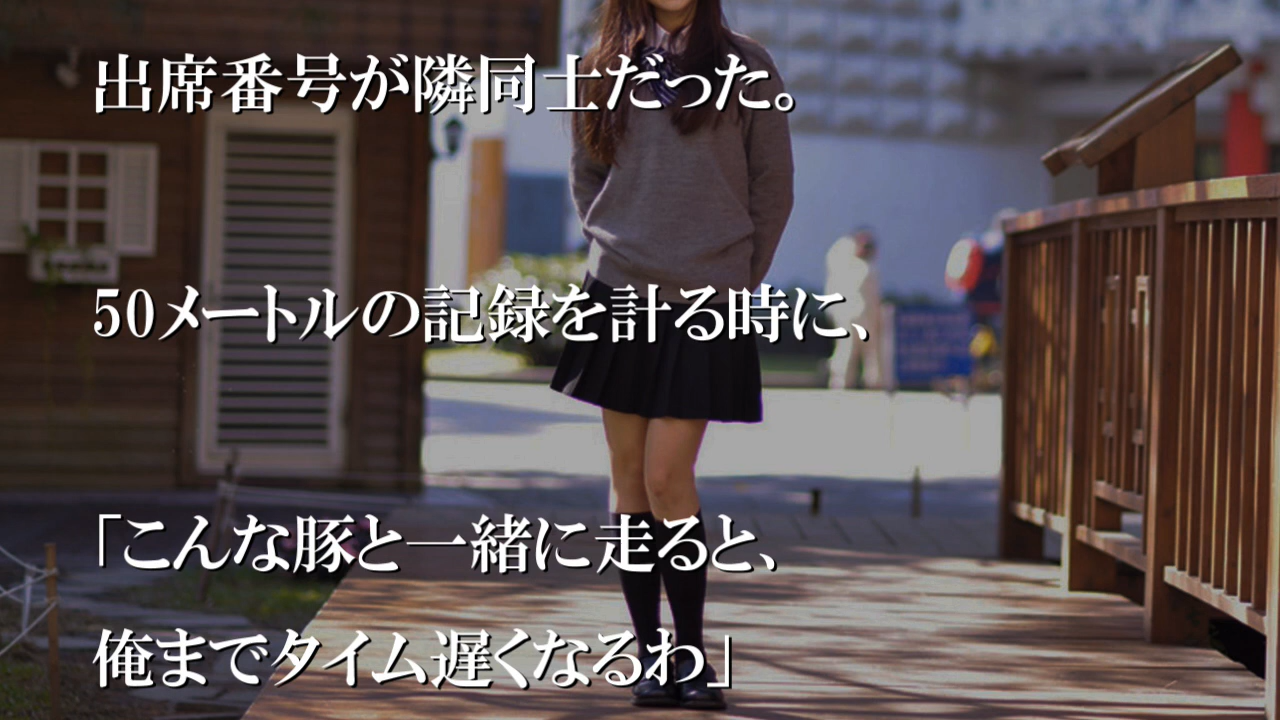 出席番号が隣同士だった。
50メートルの記録を計る時に、
「こんな豚と一緒に走ると、
俺までタイム遅くなるわ」